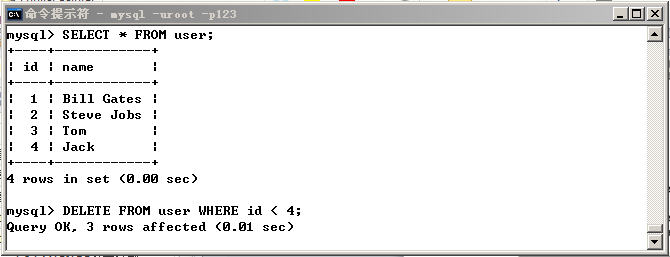 命令提示符 - mysql -uroot -p123
mysql> SELECT * FROM user;
+----+------------+
| id | name       |
+----+------------+
|  1 | Bill Gates |
|  2 | Steve Jobs |
|  3 | Tom        |
|  4 | Jack       |
+----+------------+
4 rows in set (0.00 sec)
mysql> DELETE FROM user WHERE id < 4;
Query OK, 3 rows affected (0.01 sec)